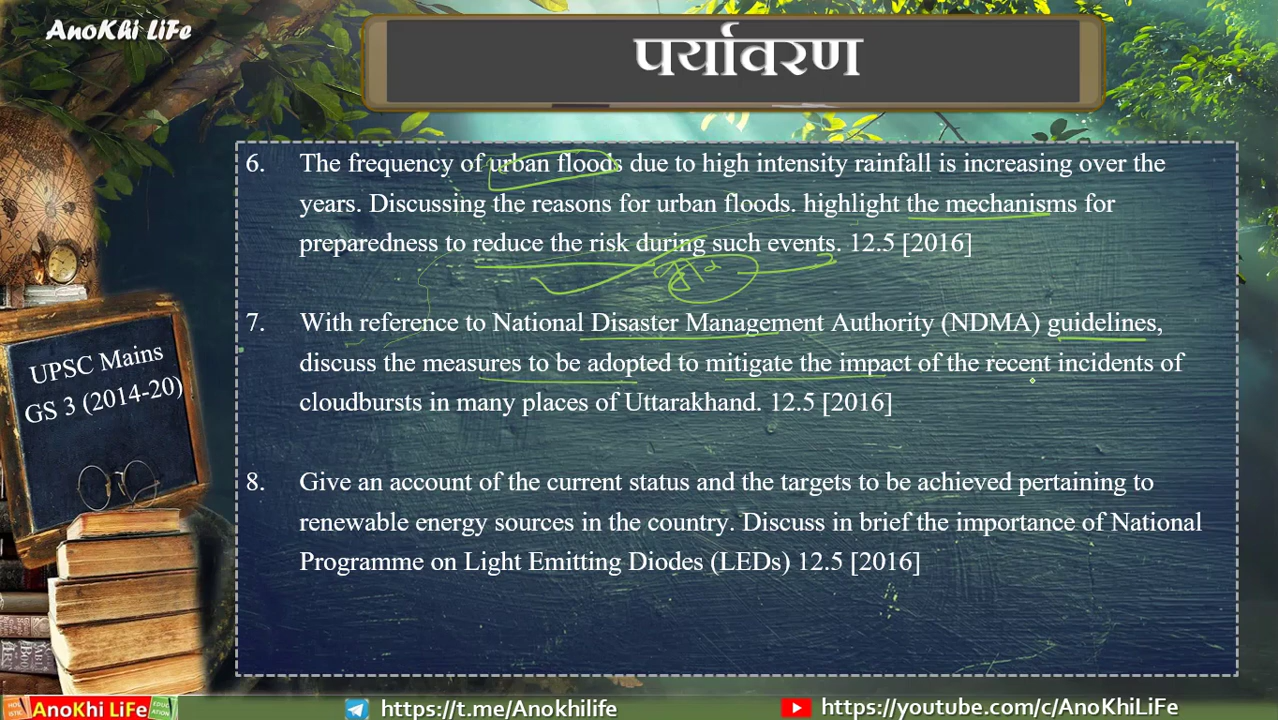 AnoKhi LiFe
पर्यावरण
6. The frequency of urban floods due to high intensity rainfall is increasing over the
years. Discussing the reasons for urban floods. highlight the mechanisms for
preparedness to reduce the risk during such events. 12.5 [2016]
7. With reference to National Disaster Management Authority (NDMA) guidelines,
discuss the measures to be adopted to mitigate the impact of the recent incidents of
cloudbursts in many places of Uttarakhand. 12.5 [2016]
8. Give an account of the current status and the targets to be achieved pertaining to
renewable energy sources in the country. Discuss in brief the importance of National
Programme on Light Emitting Diodes (LEDs) 12.5 [2016]
UPSC Mains
GS 3 (2014-20)
AnoKhi LiFe
https://t.me/Anokhilife
https://youtube.com/c/AnoKhiLiFe